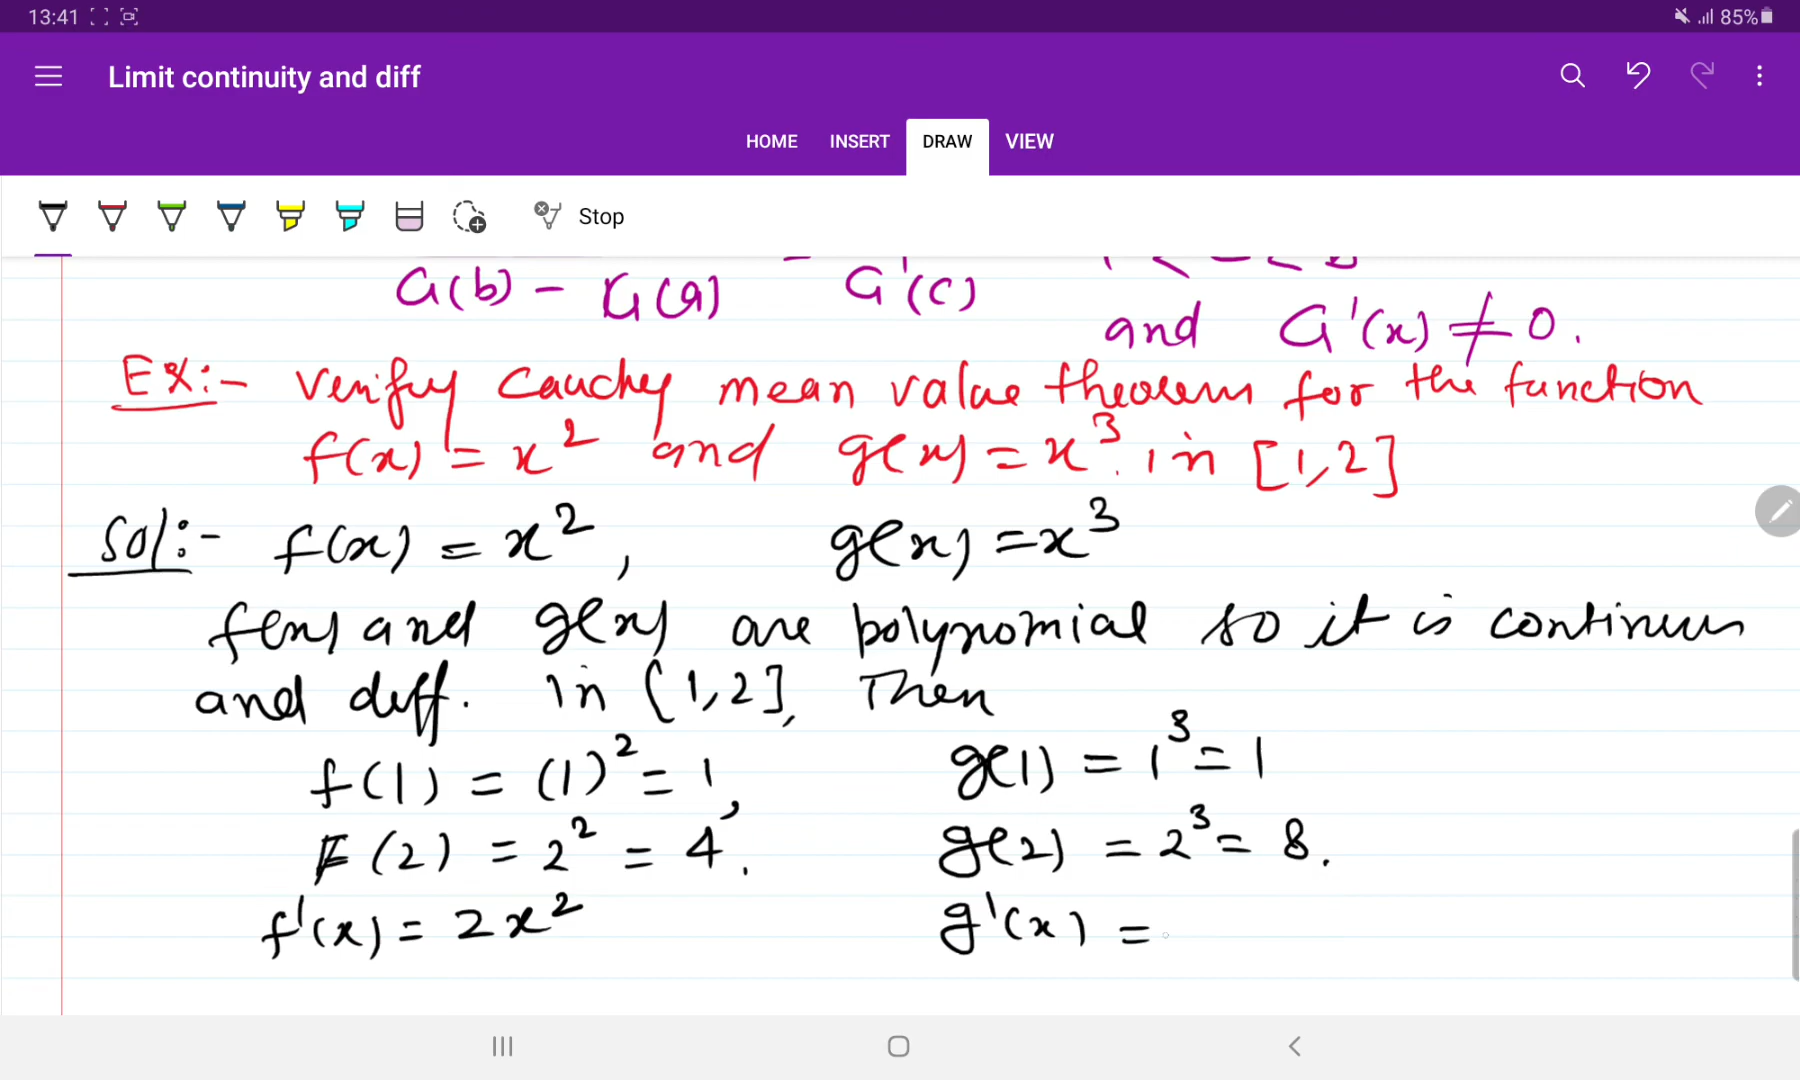 13:41 85%
Limit continuity and diff
HOME INSERT DRAW VIEW
Stop
G(b) - G(a) G'(c)
and G'(x) ≠ 0.
EX:- Verify Cauchy mean value theorem for the function
f(x) = x² and g(x) = x³. in [1,2]
Sol:- f(x) = x², g(x) = x³
f(x) and g(x) are polynomial so it is continuous
and diff. in [1,2], Then
f(1) = (1)² = 1, g(1) = 1³ = 1
F(2) = 2² = 4. g(2) = 2³ = 8.
f'(x) = 2x² g'(x) =